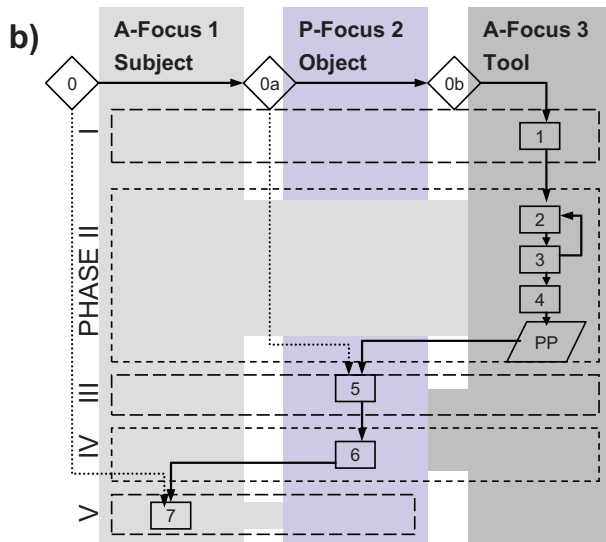 b)
A-Focus 1 P-Focus 2 A-Focus 3
Subject Object Tool
0 0a 0b
I
1
PHASE II
2
3
4
PP
III
5
IV
6
V
7